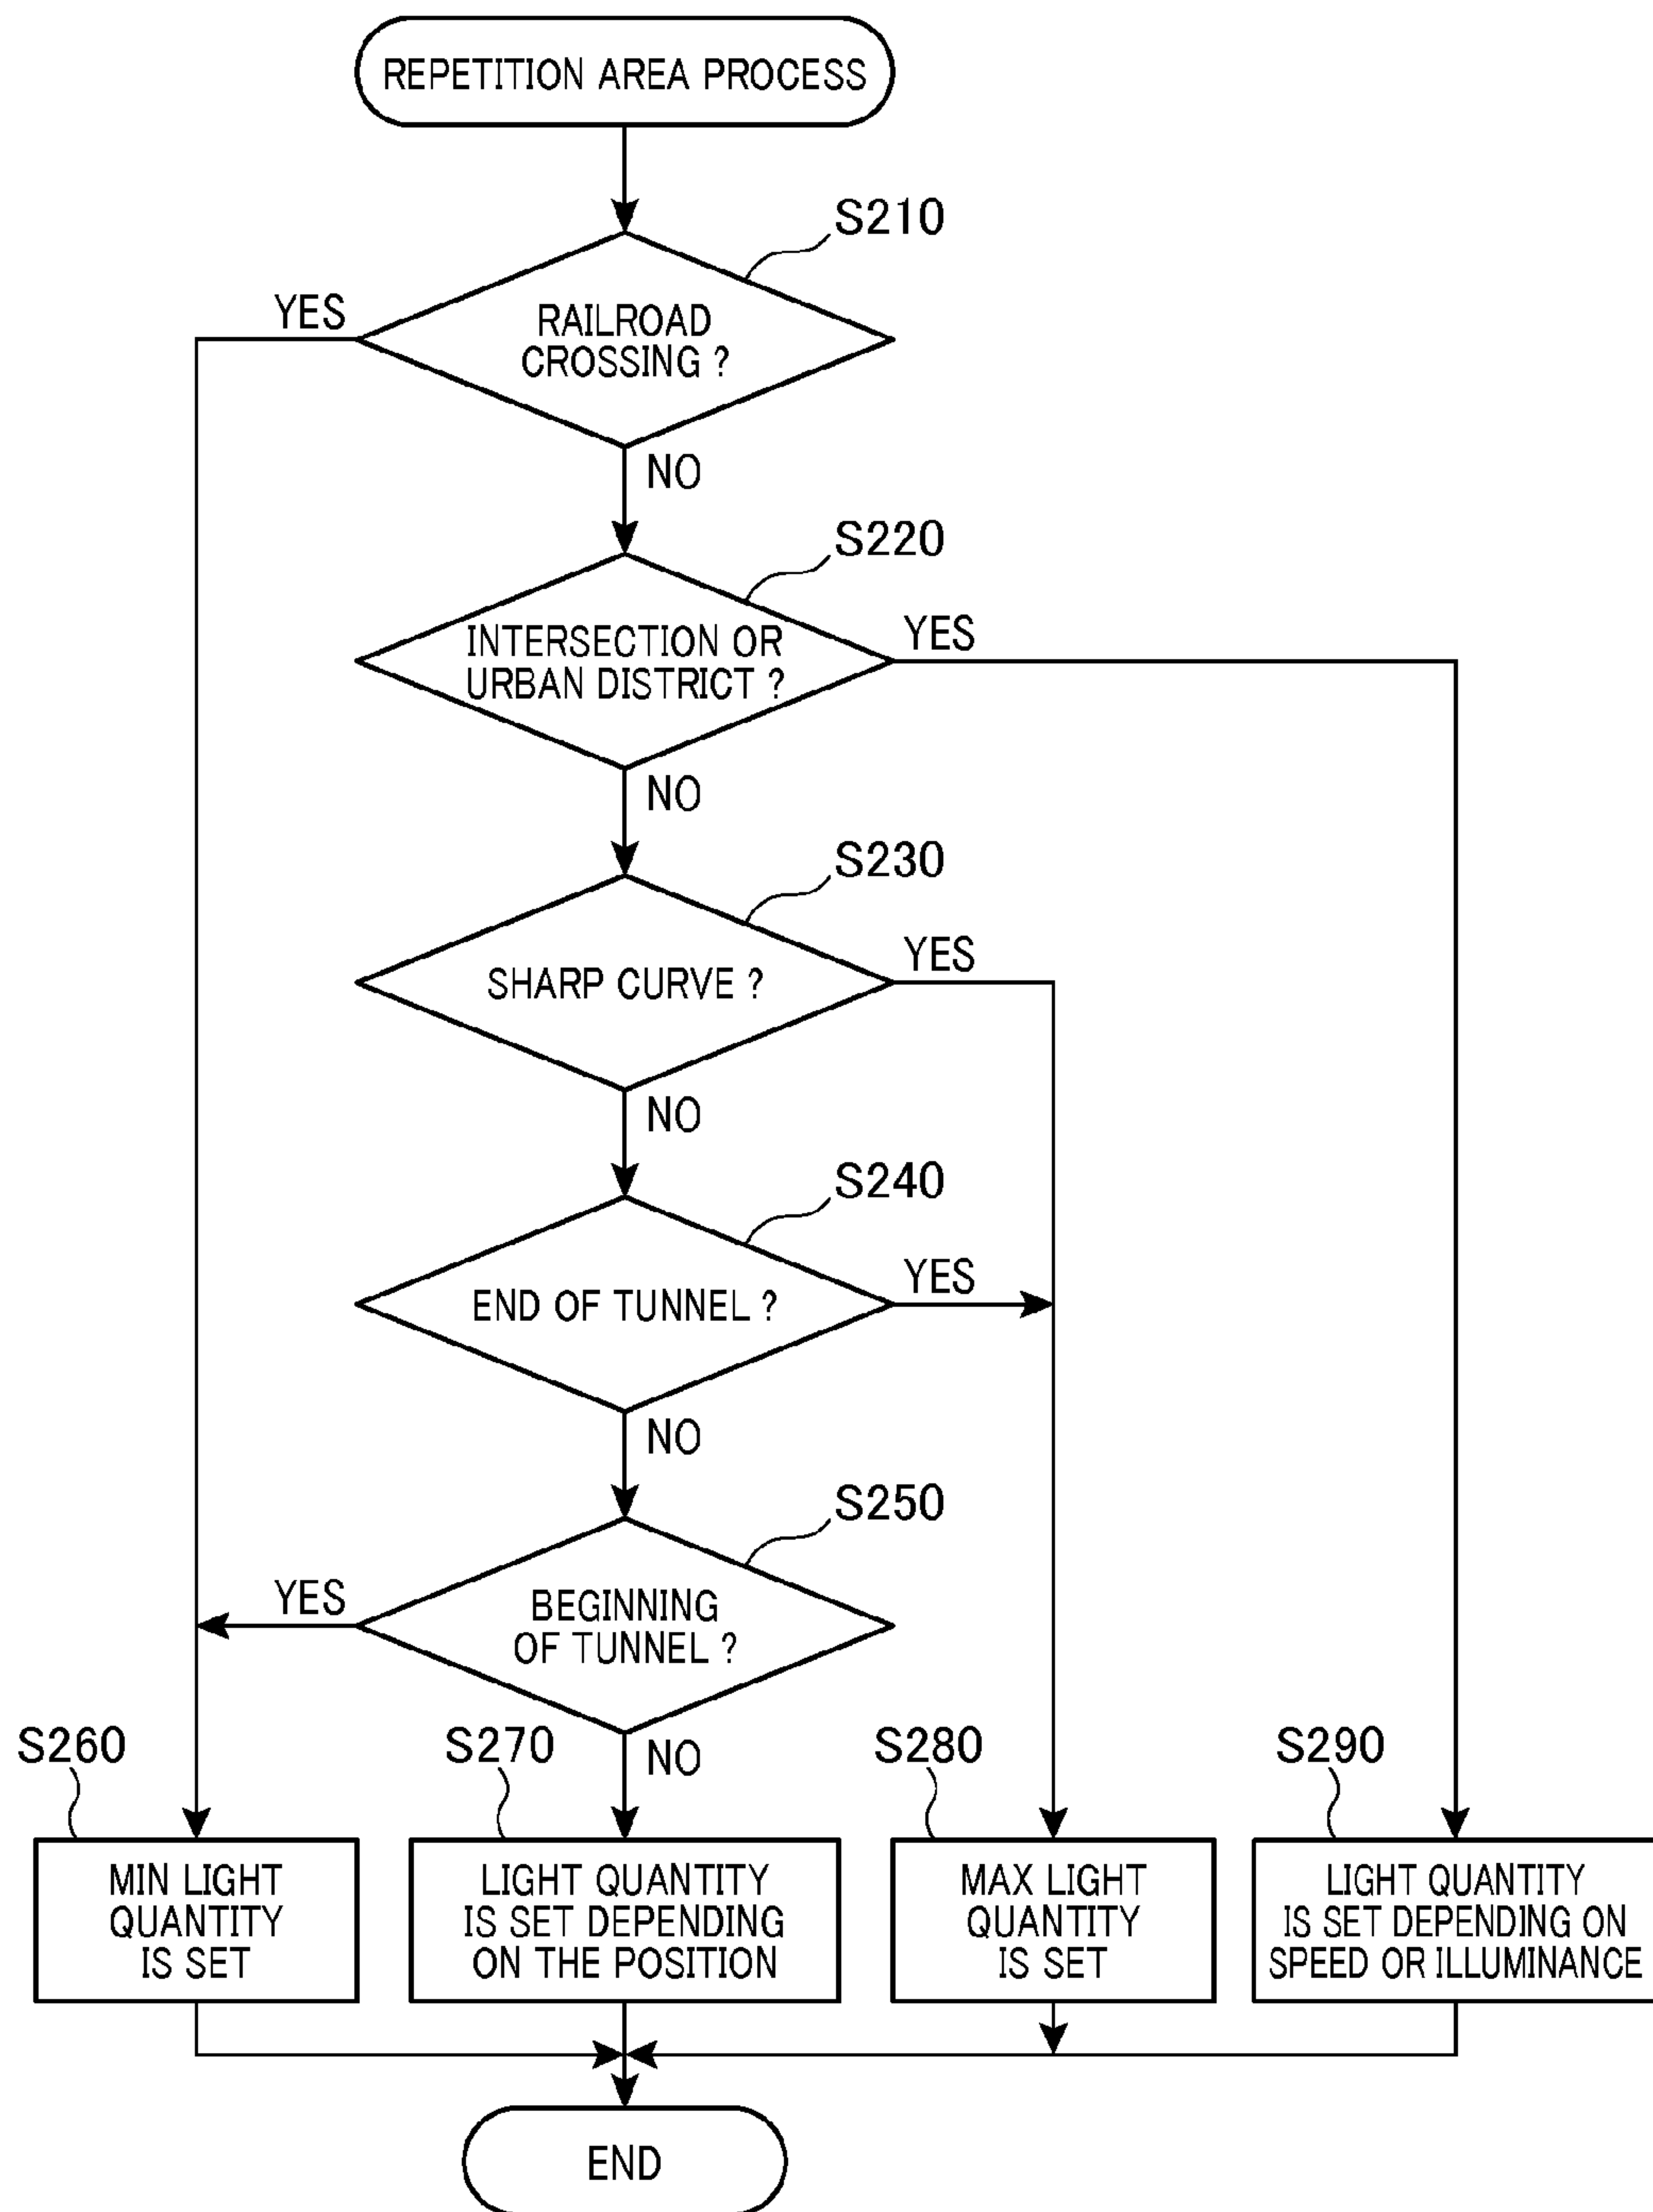 REPETITION AREA PROCESS
S210
YES
RAILROAD
CROSSING ?
NO
S220
INTERSECTION OR
URBAN DISTRICT ?
YES
NO
S230
SHARP CURVE ?
YES
NO
S240
END OF TUNNEL ?
YES
NO
S250
YES
BEGINNING
OF TUNNEL ?
NO
S260
MIN LIGHT
QUANTITY
IS SET
S270
LIGHT QUANTITY
IS SET DEPENDING
ON THE POSITION
S280
MAX LIGHT
QUANTITY
IS SET
S290
LIGHT QUANTITY
IS SET DEPENDING ON
SPEED OR ILLUMINANCE
END